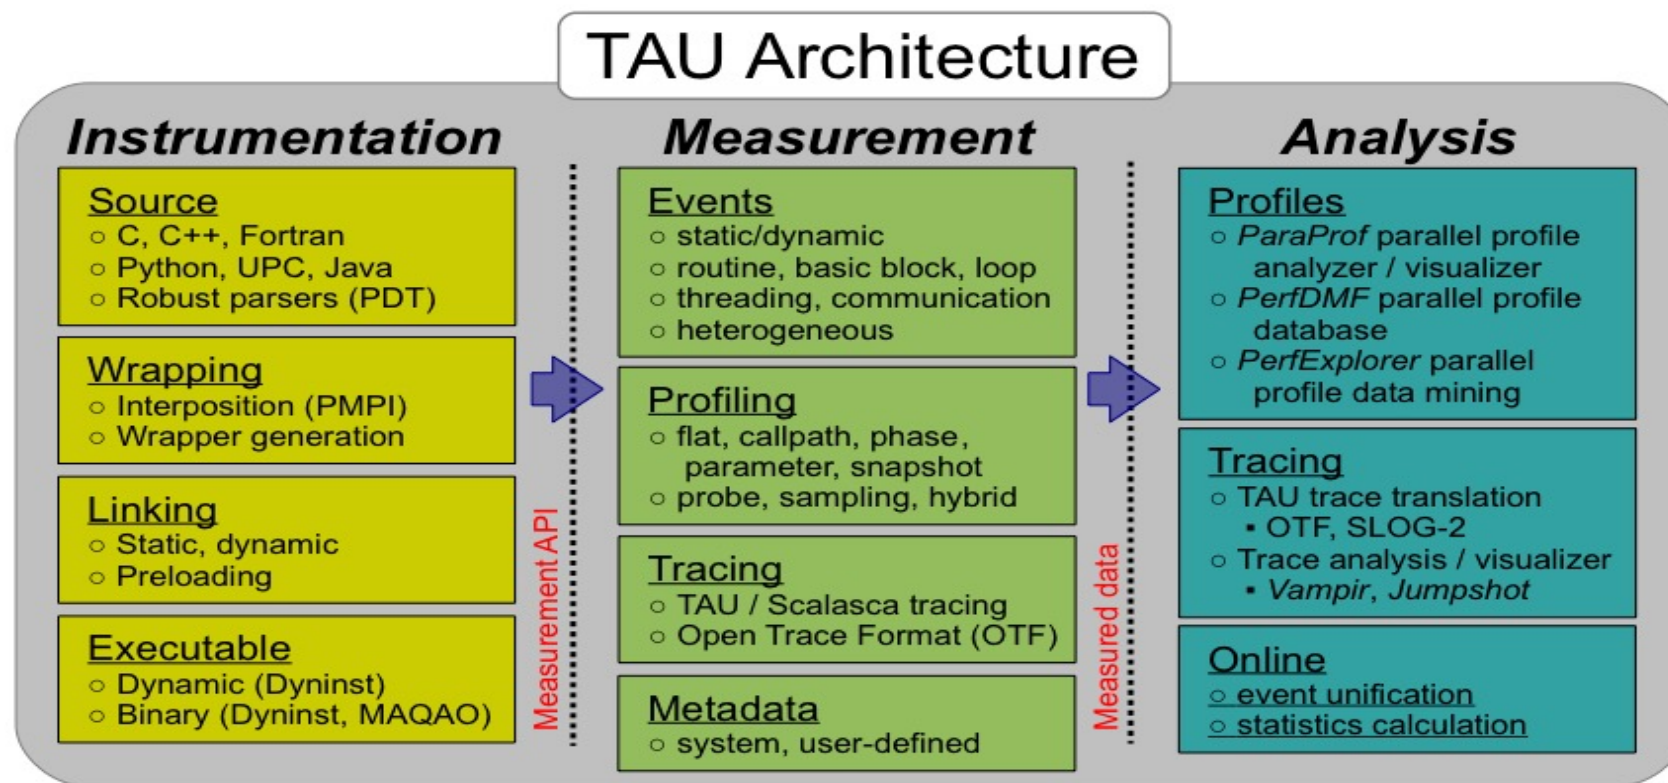 TAU Architecture
Instrumentation
Source
○ C, C++, Fortran
○ Python, UPC, Java
○ Robust parsers (PDT)
Wrapping
○ Interposition (PMPI)
○ Wrapper generation
Linking
○ Static, dynamic
○ Preloading
Executable
○ Dynamic (Dyninst)
○ Binary (Dyninst, MAQAO)
Measurement API
Measurement
Events
○ static/dynamic
○ routine, basic block, loop
○ threading, communication
○ heterogeneous
Profiling
○ flat, callpath, phase,
parameter, snapshot
○ probe, sampling, hybrid
Tracing
○ TAU / Scalasca tracing
○ Open Trace Format (OTF)
Metadata
○ system, user-defined
Measured data
Analysis
Profiles
○ ParaProf parallel profile
analyzer / visualizer
○ PerfDMF parallel profile
database
○ PerfExplorer parallel
profile data mining
Tracing
○ TAU trace translation
▪ OTF, SLOG-2
○ Trace analysis / visualizer
▪ Vampir, Jumpshot
Online
○ event unification
○ statistics calculation